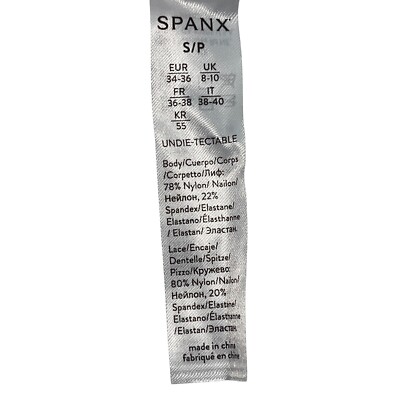 SPANX
S/P
EUR UK
34-36 8-10
FR IT
36-38 38-40
KR
55
UNDIE-TECTABLE
Body/Cuerpo/Corps
/Corpetto/Лиф:
78% Nylon/ Nailon/
Нейлон, 22%
Spandex/Elastane/
Elastano/Élasthanne
/ Elastan/ Эластан
Lace/Encaje/
Dentelle/Spitze/
Pizzo/Кружево:
80% Nylon/Nailon/
Нейлон, 20%
Spandex/Elastane/
Elastano/Élasthanne
/Elastan/Эластан
made in china
fabriqué en chine